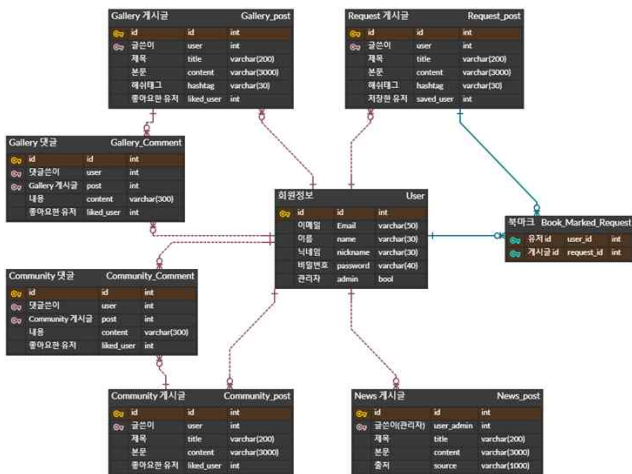 Gallery 게시글 Gallery_post
id id int
글쓴이 user int
제목 title varchar(200)
본문 content varchar(3000)
해쉬태그 hashtag varchar(30)
좋아요한 유저 liked_user int
Request 게시글 Request_post
id id int
글쓴이 user int
제목 title varchar(200)
본문 content varchar(3000)
해쉬태그 hashtag varchar(30)
저장한 유저 saved_user int
Gallery 댓글 Gallery_Comment
id id int
댓글쓴이 user int
Gallery 게시글 post int
내용 content varchar(300)
좋아요한 유저 liked_user int
회원정보 User
id id int
이메일 Email varchar(50)
이름 name varchar(30)
닉네임 nickname varchar(30)
비밀번호 password varchar(40)
관리자 admin bool
북마크 Book_Marked_Request
유저 id user_id int
게시글 id request_id int
Community 댓글 Community_Comment
id id int
댓글쓴이 user int
Community 게시글 post int
내용 content varchar(300)
좋아요한 유저 liked_user int
Community 게시글 Community_post
id id int
글쓴이 user int
제목 title varchar(200)
본문 content varchar(3000)
좋아요한 유저 liked_user int
News 게시글 News_post
id id int
글쓴이(관리자) user_admin int
제목 title varchar(200)
본문 content varchar(3000)
출처 source varchar(1000)